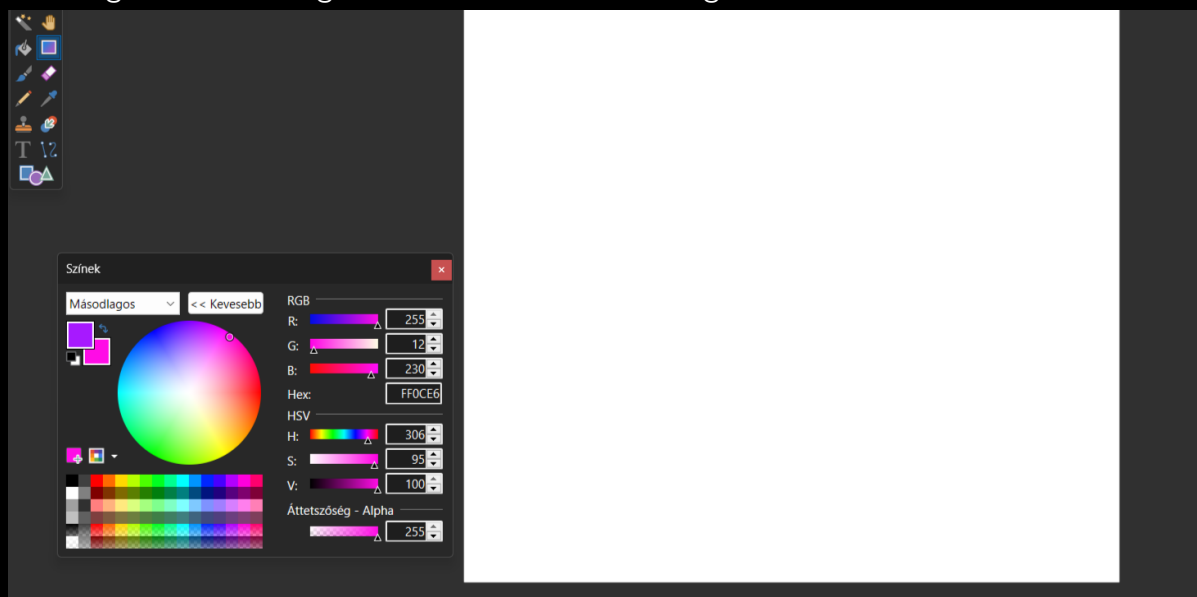 Színek
Másodlagos
<< Kevesebb
RGB
R: 255
G: 12
B: 230
Hex: FF0CE6
HSV
H: 306
S: 95
V: 100
Áttetszőség - Alpha
255